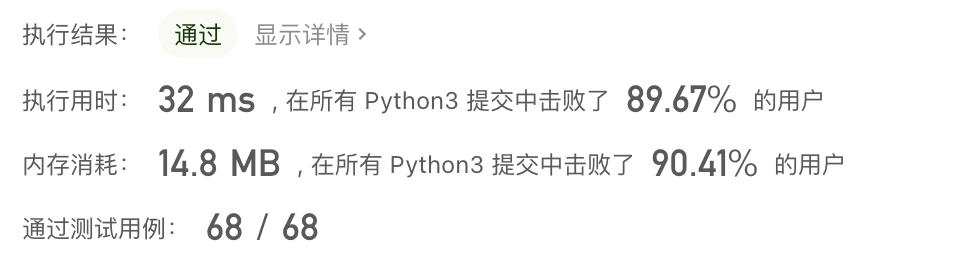 执行结果： 通过 显示详情 >
执行用时： 32 ms , 在所有 Python3 提交中击败了 89.67% 的用户
内存消耗： 14.8 MB , 在所有 Python3 提交中击败了 90.41% 的用户
通过测试用例： 68 / 68